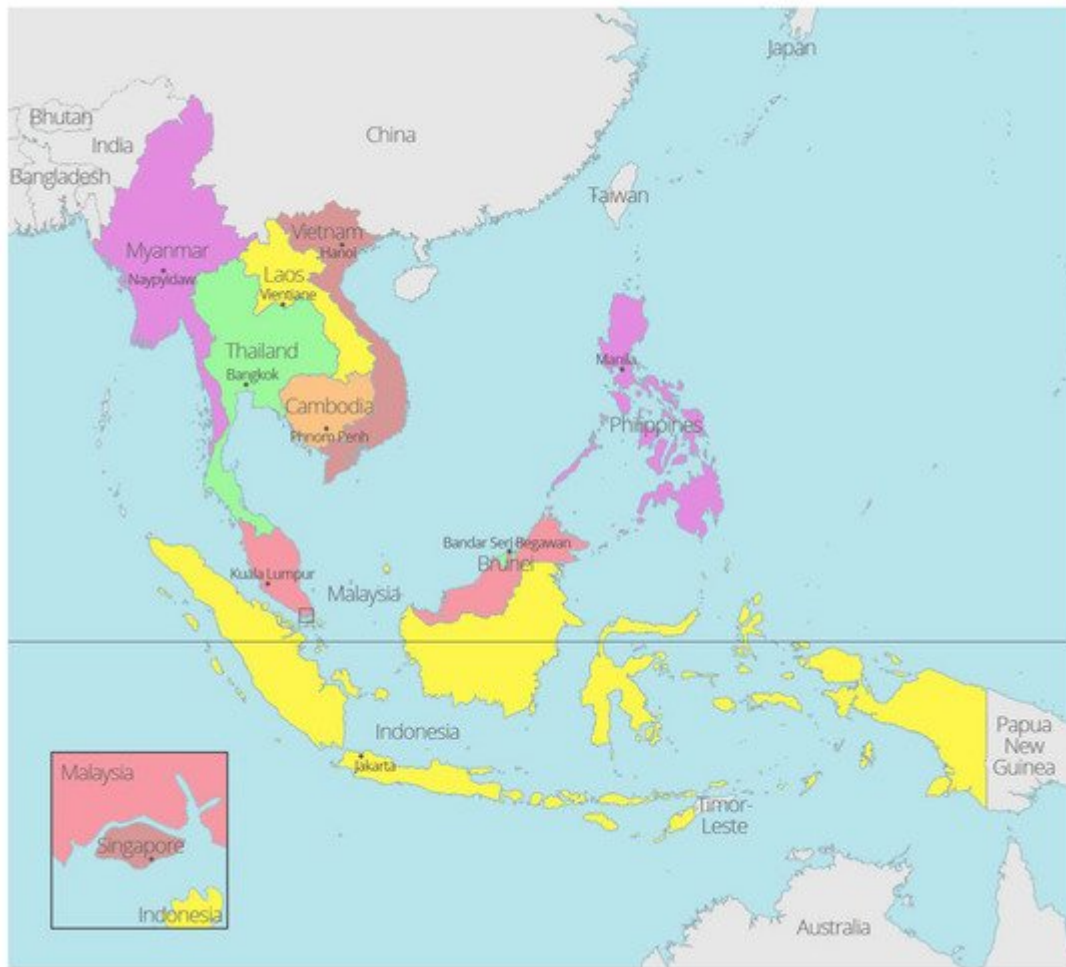 Japan
Bhutan
China
India
Bangladesh
Taiwan
Vietnam
Hanoi
Myanmar
Naypyidaw
Laos
Vientiane
Thailand
Bangkok
Manila
Cambodia
Phnom Penh
Philippines
Bandar Seri Begawan
Brunei
Kuala Lumpur
Malaysia
Indonesia
Jakarta
Papua
New
Guinea
Timor-
Leste
Malaysia
Singapore
Indonesia
Australia